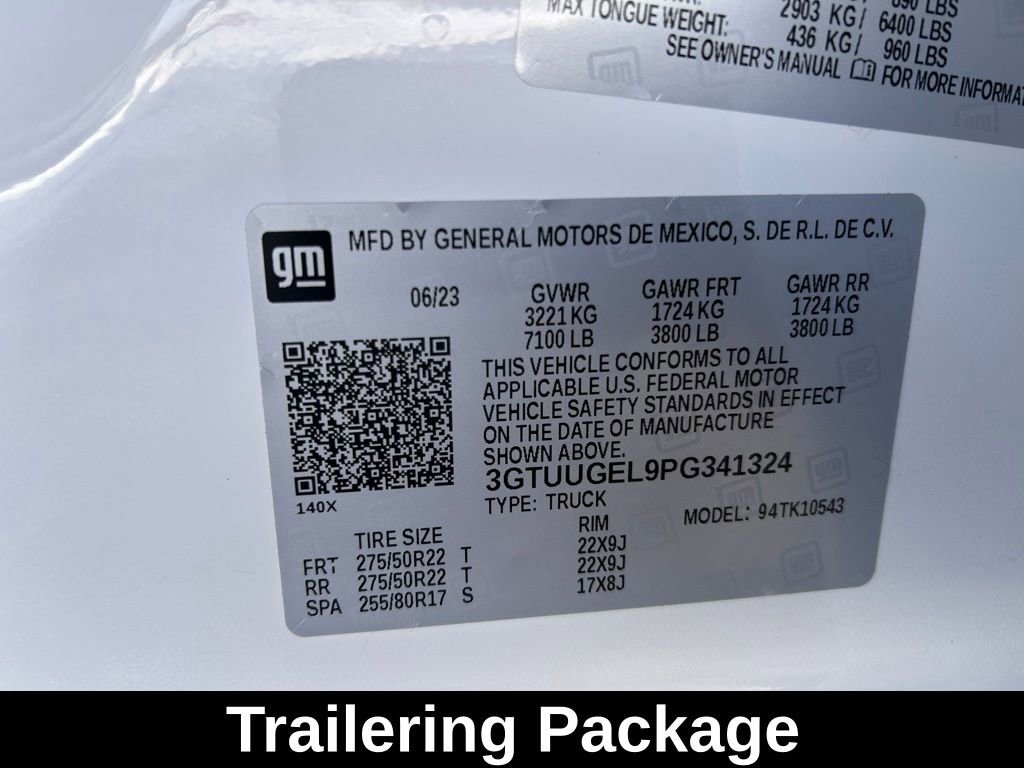 890 LBS
2903 KG/ 6400 LBS
MAX TONGUE WEIGHT: 436 KG/ 960 LBS
SEE OWNER'S MANUAL FOR MORE INFORMAT
gm
MFD BY GENERAL MOTORS DE MEXICO, S. DE R.L. DE C.V.
06/23 GVWR GAWR FRT GAWR RR
3221 KG 1724 KG 1724 KG
7100 LB 3800 LB 3800 LB
THIS VEHICLE CONFORMS TO ALL
APPLICABLE U.S. FEDERAL MOTOR
VEHICLE SAFETY STANDARDS IN EFFECT
ON THE DATE OF MANUFACTURE
SHOWN ABOVE.
3GTUUGEL9PG341324
140X
TYPE: TRUCK MODEL: 94TK10543
TIRE SIZE RIM
FRT 275/50R22 T 22X9J
RR 275/50R22 T 22X9J
SPA 255/80R17 S 17X8J
Trailering Package